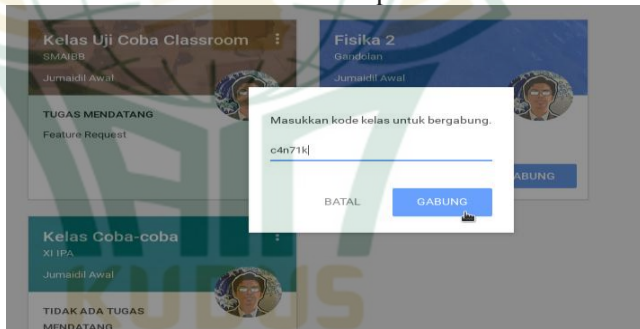 Kelas Uji Coba Classroom
SMAIBB
Jumaidil Awal
TUGAS MENDATANG
Feature Request
Fisika 2
Gandolan
Jumaidil Awal
ABUNG
Masukkan kode kelas untuk bergabung.
c4n71k
BATAL
GABUNG
Kelas Coba-coba
XI IPA
Jumaidil Awal
TIDAK ADA TUGAS
MENDATANG
KUDUS